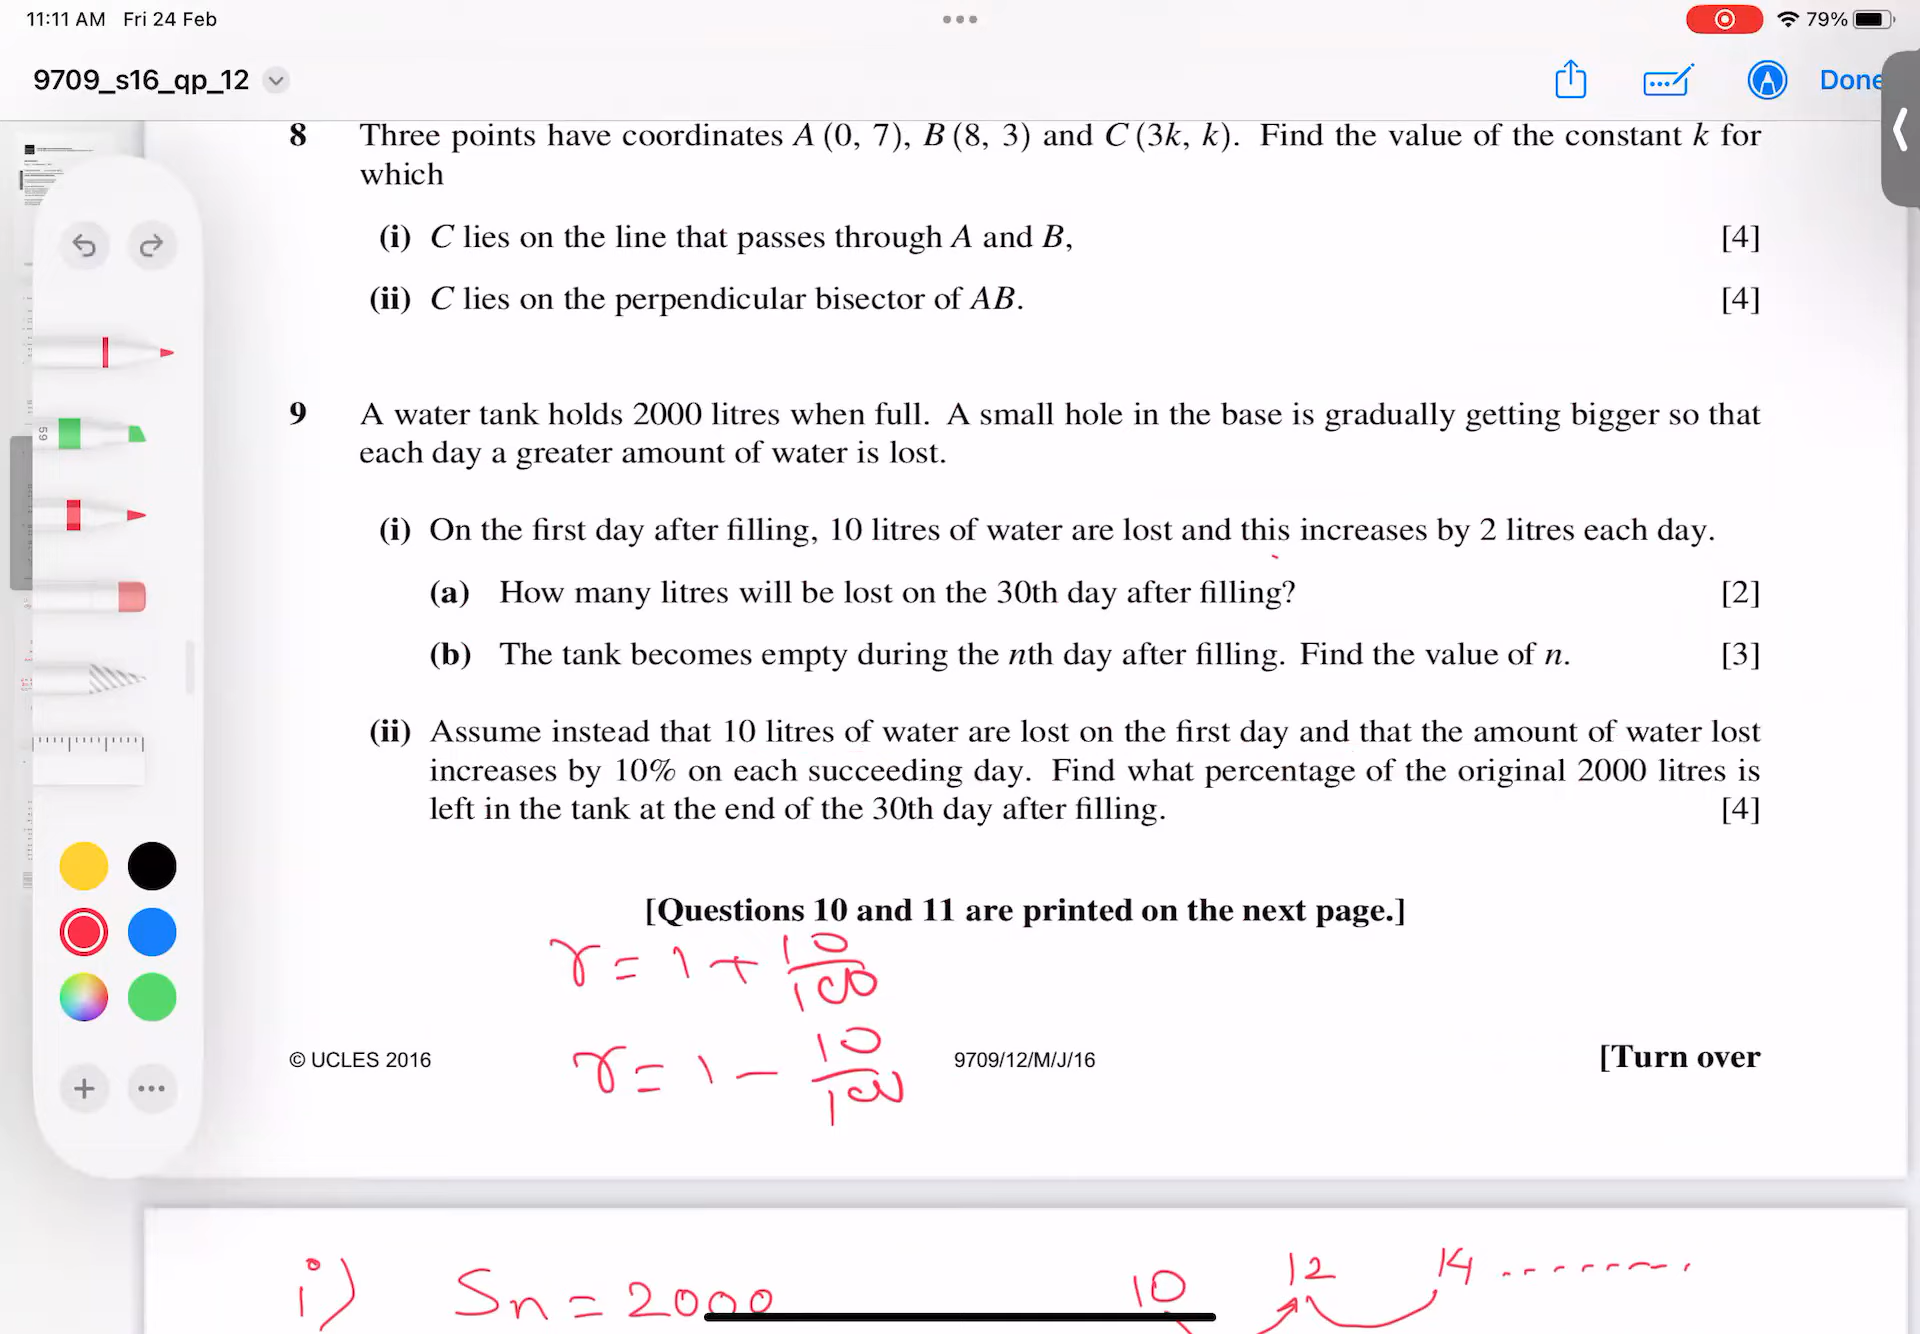 11:11 AM Fri 24 Feb
79%
9709_s16_qp_12
Done
8 Three points have coordinates A (0, 7), B (8, 3) and C (3k, k). Find the value of the constant k for
which
(i) C lies on the line that passes through A and B, [4]
(ii) C lies on the perpendicular bisector of AB. [4]
9 A water tank holds 2000 litres when full. A small hole in the base is gradually getting bigger so that
each day a greater amount of water is lost.
(i) On the first day after filling, 10 litres of water are lost and this increases by 2 litres each day.
(a) How many litres will be lost on the 30th day after filling? [2]
(b) The tank becomes empty during the nth day after filling. Find the value of n. [3]
(ii) Assume instead that 10 litres of water are lost on the first day and that the amount of water lost
increases by 10% on each succeeding day. Find what percentage of the original 2000 litres is
left in the tank at the end of the 30th day after filling. [4]
[Questions 10 and 11 are printed on the next page.]
r = 1 + 10/100
r = 1 - 10/100
© UCLES 2016 9709/12/M/J/16 [Turn over
i) Sn = 2000 10 12 14 ........
59